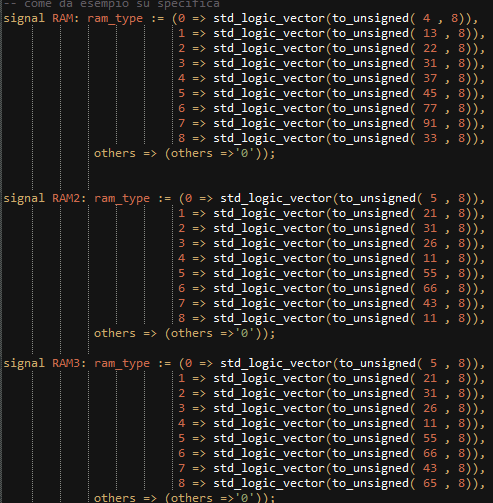 -- come da esempio su specifica
signal RAM: ram_type := (0 => std_logic_vector(to_unsigned( 4 , 8)),
1 => std_logic_vector(to_unsigned( 13 , 8)),
2 => std_logic_vector(to_unsigned( 22 , 8)),
3 => std_logic_vector(to_unsigned( 31 , 8)),
4 => std_logic_vector(to_unsigned( 37 , 8)),
5 => std_logic_vector(to_unsigned( 45 , 8)),
6 => std_logic_vector(to_unsigned( 77 , 8)),
7 => std_logic_vector(to_unsigned( 91 , 8)),
8 => std_logic_vector(to_unsigned( 33 , 8)),
others => (others =>'0'));
signal RAM2: ram_type := (0 => std_logic_vector(to_unsigned( 5 , 8)),
1 => std_logic_vector(to_unsigned( 21 , 8)),
2 => std_logic_vector(to_unsigned( 31 , 8)),
3 => std_logic_vector(to_unsigned( 26 , 8)),
4 => std_logic_vector(to_unsigned( 11 , 8)),
5 => std_logic_vector(to_unsigned( 55 , 8)),
6 => std_logic_vector(to_unsigned( 66 , 8)),
7 => std_logic_vector(to_unsigned( 43 , 8)),
8 => std_logic_vector(to_unsigned( 11 , 8)),
others => (others =>'0'));
signal RAM3: ram_type := (0 => std_logic_vector(to_unsigned( 5 , 8)),
1 => std_logic_vector(to_unsigned( 21 , 8)),
2 => std_logic_vector(to_unsigned( 31 , 8)),
3 => std_logic_vector(to_unsigned( 26 , 8)),
4 => std_logic_vector(to_unsigned( 11 , 8)),
5 => std_logic_vector(to_unsigned( 55 , 8)),
6 => std_logic_vector(to_unsigned( 66 , 8)),
7 => std_logic_vector(to_unsigned( 43 , 8)),
8 => std_logic_vector(to_unsigned( 65 , 8)),
others => (others =>'0'));